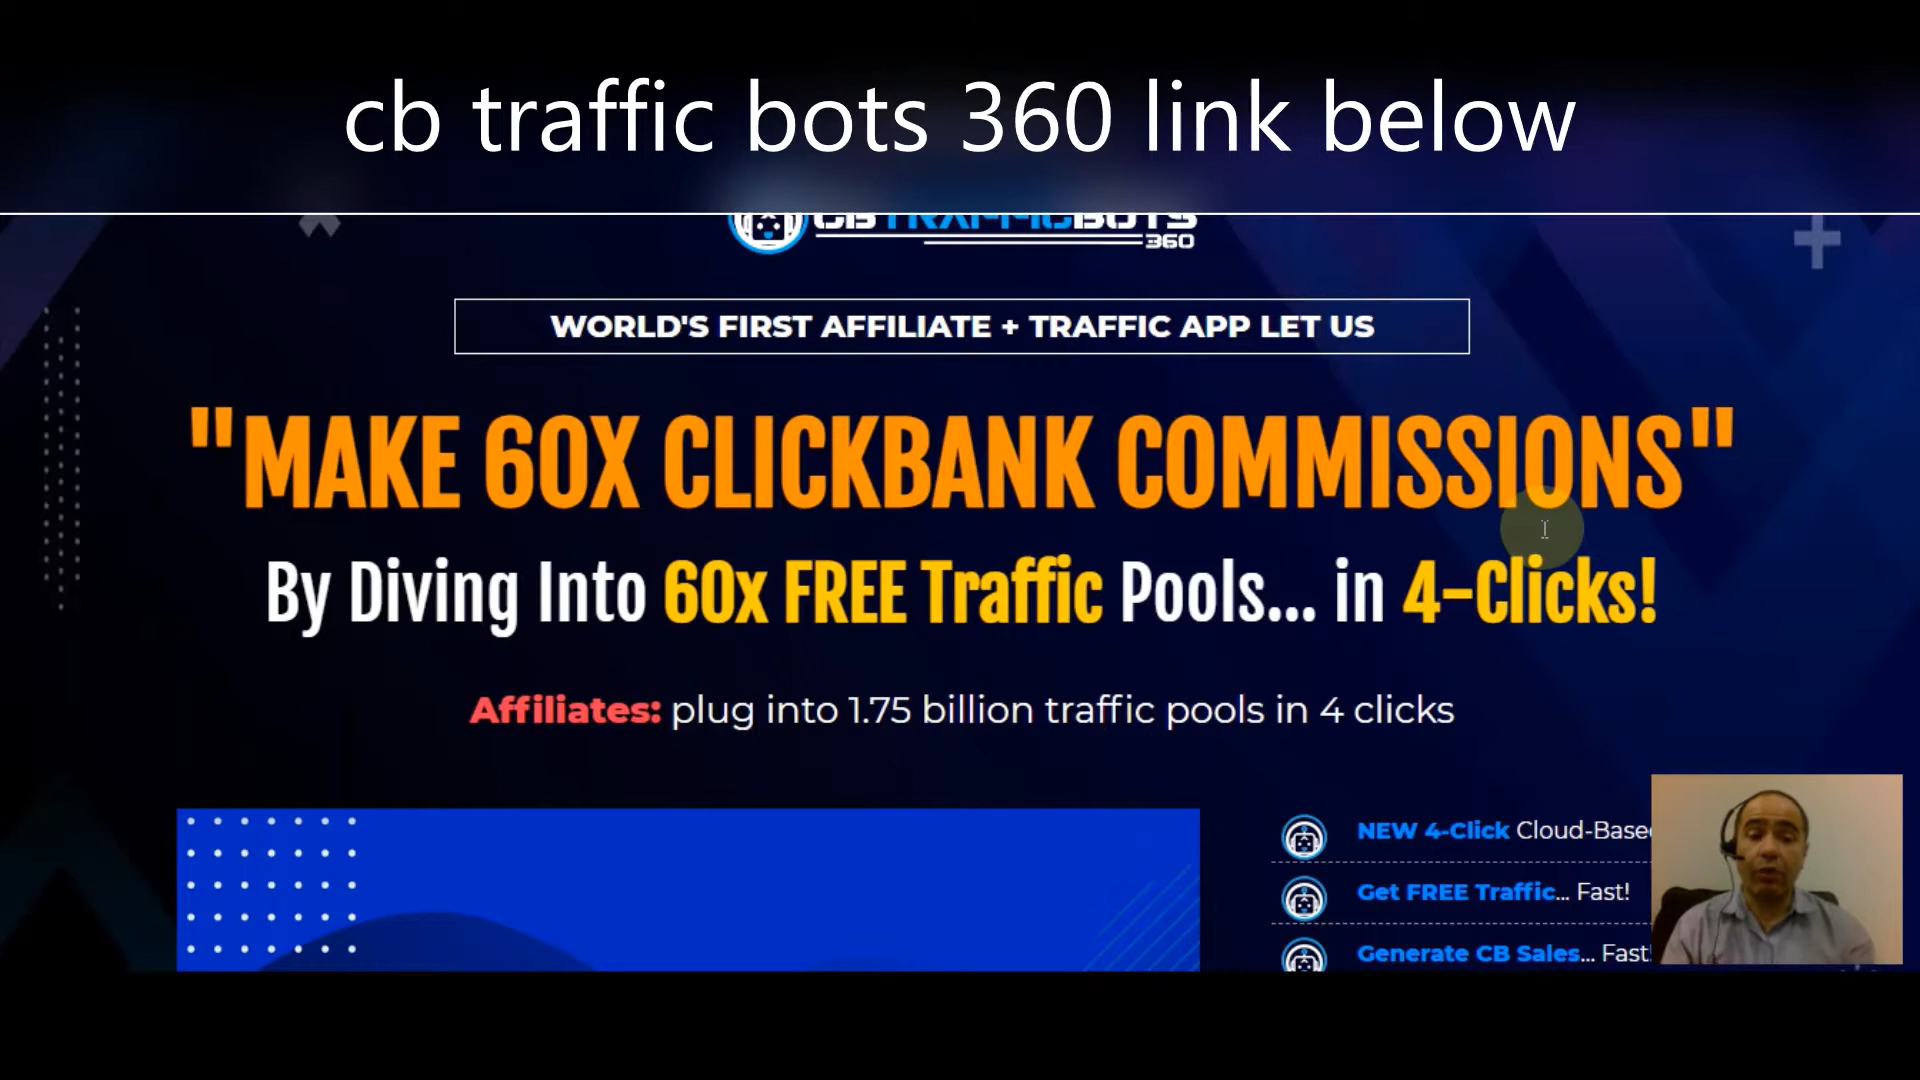 cb traffic bots 360 link below
CB TRAFFICBOTS
360
WORLD'S FIRST AFFILIATE + TRAFFIC APP LET US
"MAKE 60X CLICKBANK COMMISSIONS"
By Diving Into 60x FREE Traffic Pools... in 4-Clicks!
Affiliates: plug into 1.75 billion traffic pools in 4 clicks
NEW 4-Click Cloud-Base
Get FREE Traffic... Fast!
Generate CB Sales... Fast!